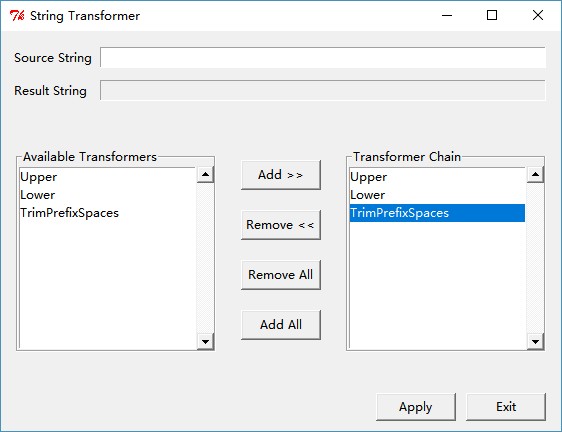 String Transformer
Source String
Result String
Available Transformers
Upper
Lower
TrimPrefixSpaces
Add >>
Remove <<
Remove All
Add All
Transformer Chain
Upper
Lower
TrimPrefixSpaces
Apply
Exit